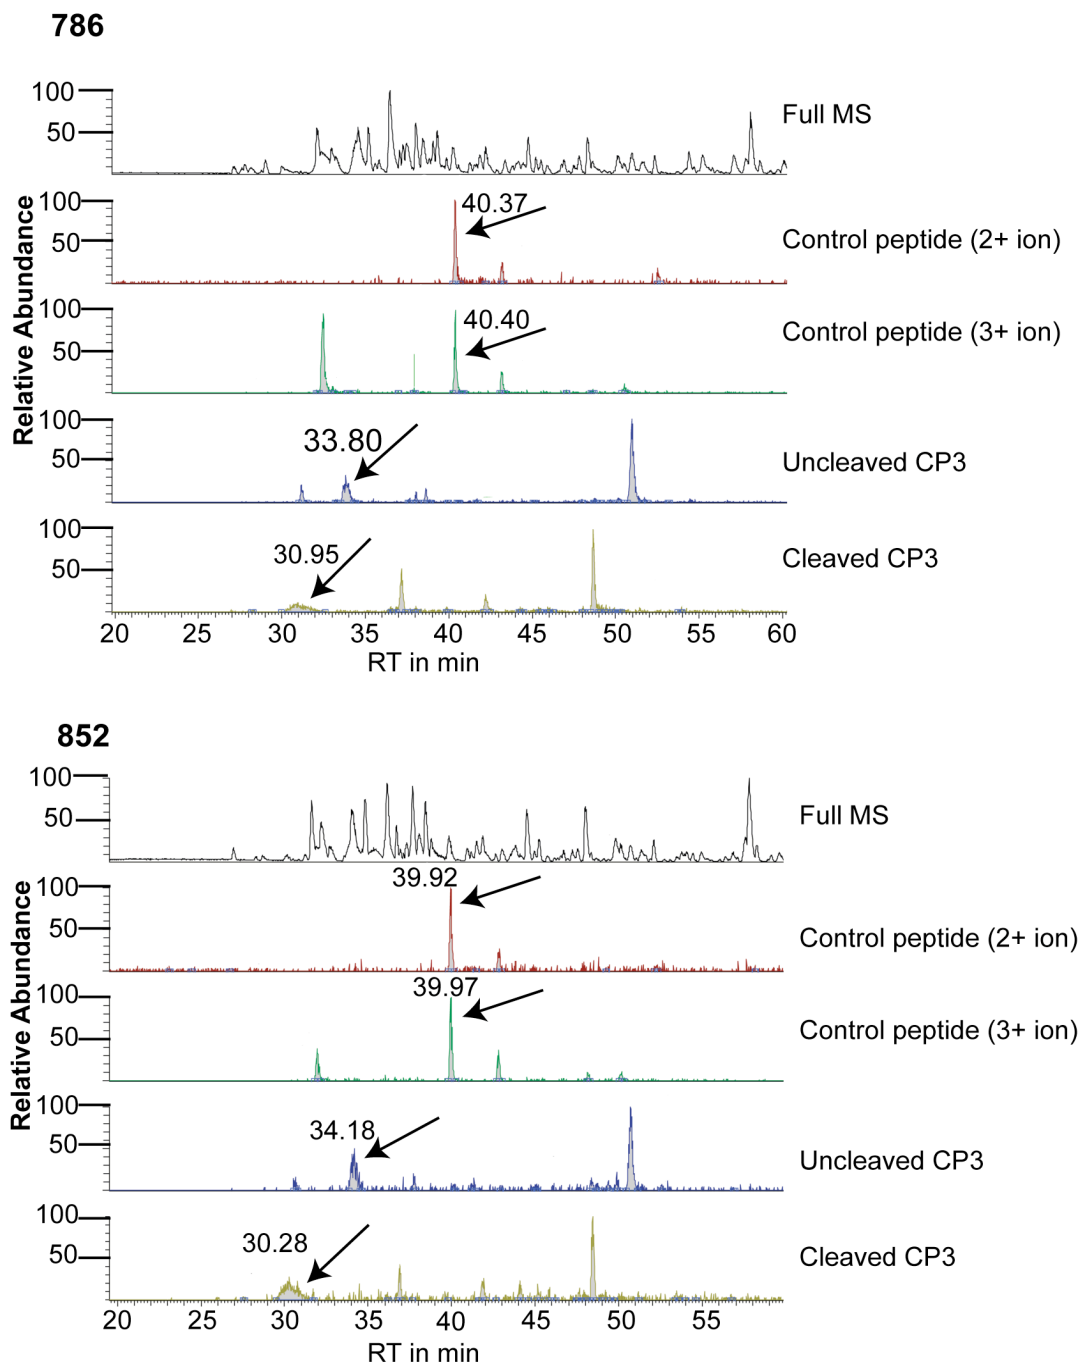 786
100
50
Full MS
100
50
40.37
Control peptide (2+ ion)
100
50
40.40
Control peptide (3+ ion)
100
50
33.80
Uncleaved CP3
100
50
30.95
Cleaved CP3
Relative Abundance
20 25 30 35 40 45 50 55 60
RT in min
852
100
50
Full MS
100
50
39.92
Control peptide (2+ ion)
100
50
39.97
Control peptide (3+ ion)
100
50
34.18
Uncleaved CP3
100
50
30.28
Cleaved CP3
Relative Abundance
20 25 30 35 40 45 50 55
RT in min